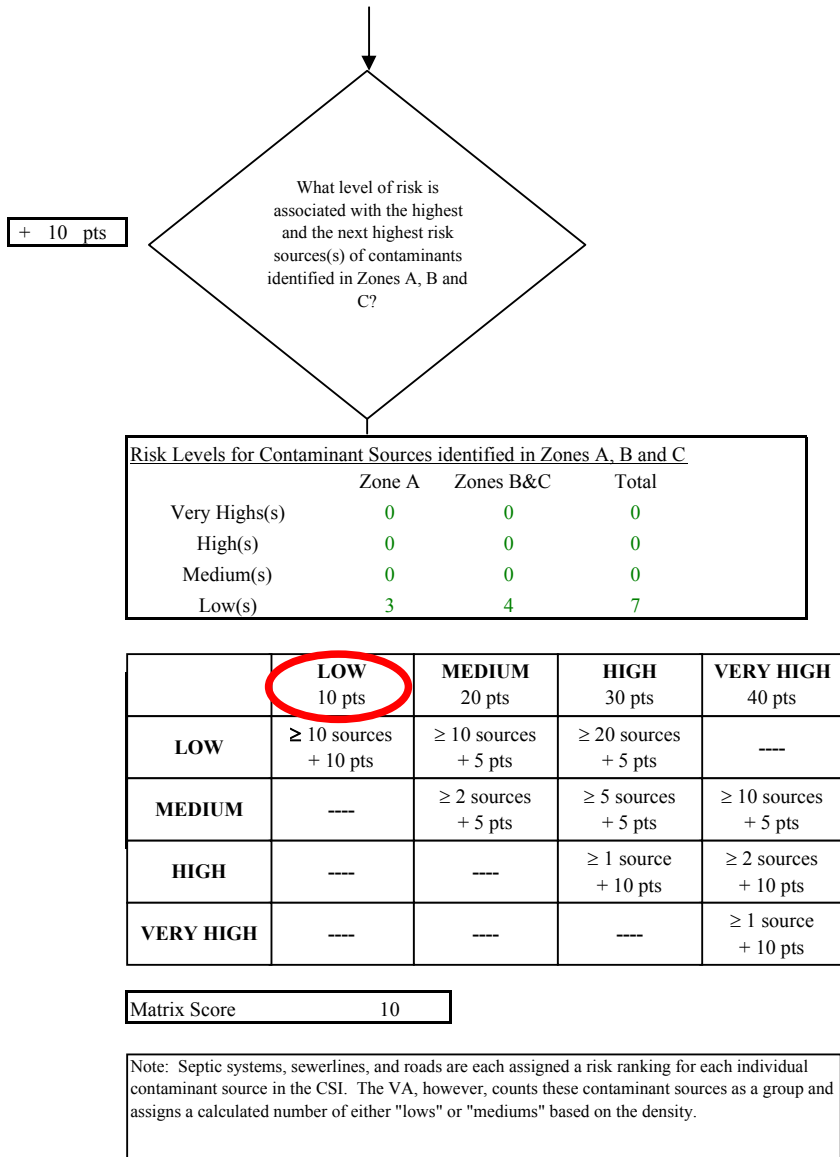 What level of risk is
associated with the highest
and the next highest risk
sources(s) of contaminants
identified in Zones A, B and
C?
+ 10 pts
Risk Levels for Contaminant Sources identified in Zones A, B and C
Zone A Zones B&C Total
Very Highs(s) 0 0 0
High(s) 0 0 0
Medium(s) 0 0 0
Low(s) 3 4 7
LOW MEDIUM HIGH VERY HIGH
10 pts 20 pts 30 pts 40 pts
LOW ≥ 10 sources + 10 pts ≥ 10 sources + 5 pts ≥ 20 sources + 5 pts ----
MEDIUM ---- ≥ 2 sources + 5 pts ≥ 5 sources + 5 pts ≥ 10 sources + 5 pts
HIGH ---- ---- ≥ 1 source + 10 pts ≥ 2 sources + 10 pts
VERY HIGH ---- ---- ---- ≥ 1 source + 10 pts
Matrix Score 10
Note: Septic systems, sewerlines, and roads are each assigned a risk ranking for each individual
contaminant source in the CSI. The VA, however, counts these contaminant sources as a group and
assigns a calculated number of either "lows" or "mediums" based on the density.